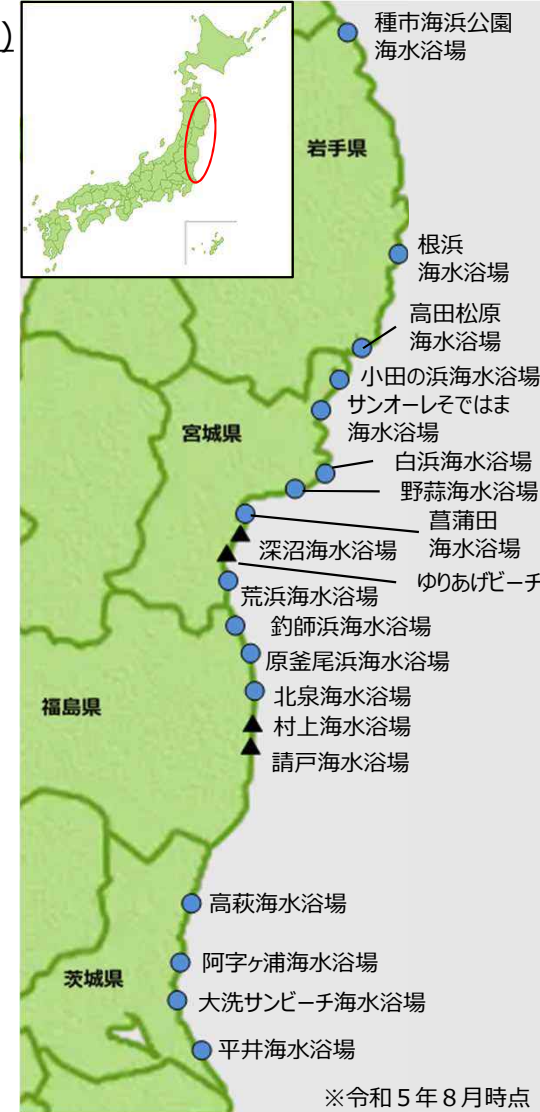 )
種市海浜公園
海水浴場
岩手県
根浜
海水浴場
高田松原
海水浴場
小田の浜海水浴場
サンオーレそではま
海水浴場
宮城県
白浜海水浴場
野蒜海水浴場
菖蒲田
海水浴場
深沼海水浴場
ゆりあげビーチ
荒浜海水浴場
釣師浜海水浴場
原釜尾浜海水浴場
北泉海水浴場
福島県
村上海水浴場
請戸海水浴場
高萩海水浴場
阿字ヶ浦海水浴場
茨城県
大洗サンビーチ海水浴場
平井海水浴場
※令和５年８月時点